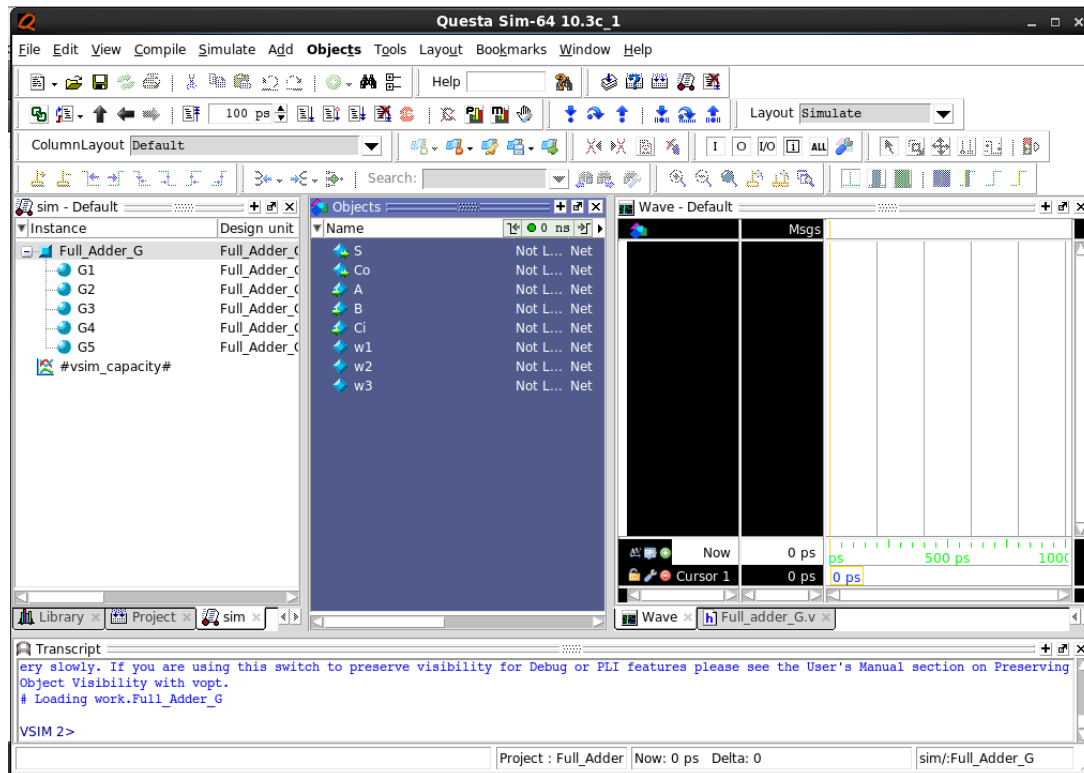 Questa Sim-64 10.3c_1
File Edit View Compile Simulate Add Objects Tools Layout Bookmarks Window Help
Help
100 ps Layout Simulate
ColumnLayout Default I O I/O i ALL
Search:
sim - Default
Instance Design unit
Full_Adder_G Full_Adder_G
G1 Full_Adder_G
G2 Full_Adder_G
G3 Full_Adder_G
G4 Full_Adder_G
G5 Full_Adder_G
#vsim_capacity#
Library Project sim
Objects
Name 0 ns
S Not L... Net
Co Not L... Net
A Not L... Net
B Not L... Net
Ci Not L... Net
w1 Not L... Net
w2 Not L... Net
w3 Not L... Net
Wave - Default
Msgs
Now 0 ps
Cursor 1 0 ps
ps 500 ps 1000
0 ps
Wave Full_adder_G.v
Transcript
ery slowly. If you are using this switch to preserve visibility for Debug or PLI features please see the User's Manual section on Preserving
Object Visibility with vopt.
# Loading work.Full_Adder_G
VSIM 2>
Project : Full_Adder Now: 0 ps Delta: 0 sim/:Full_Adder_G